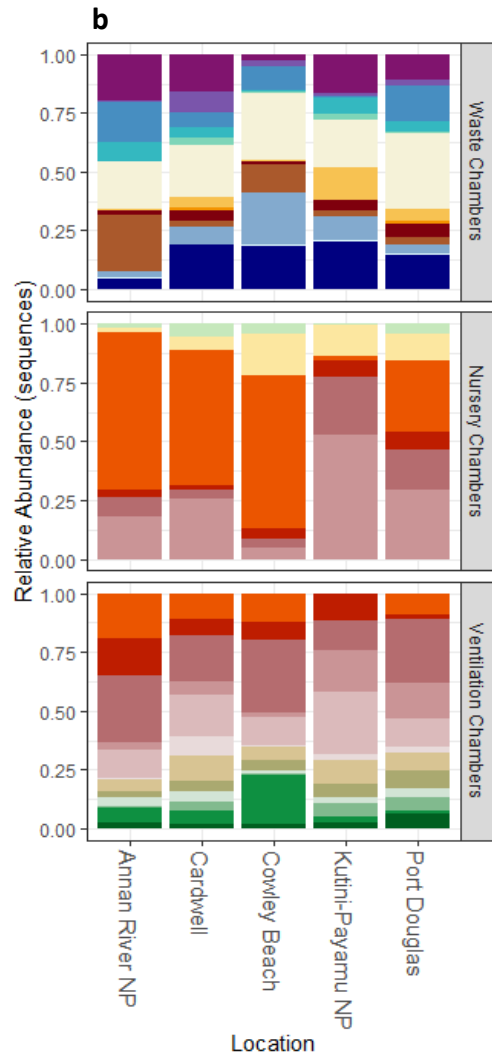 b
Relative Abundance (sequences)
1.00
0.75
0.50
0.25
0.00
Waste Chambers
1.00
0.75
0.50
0.25
0.00
Nursery Chambers
1.00
0.75
0.50
0.25
0.00
Ventilation Chambers
Annan River NP
Cardwell
Cowley Beach
Kutini-Payamu NP
Port Douglas
Location